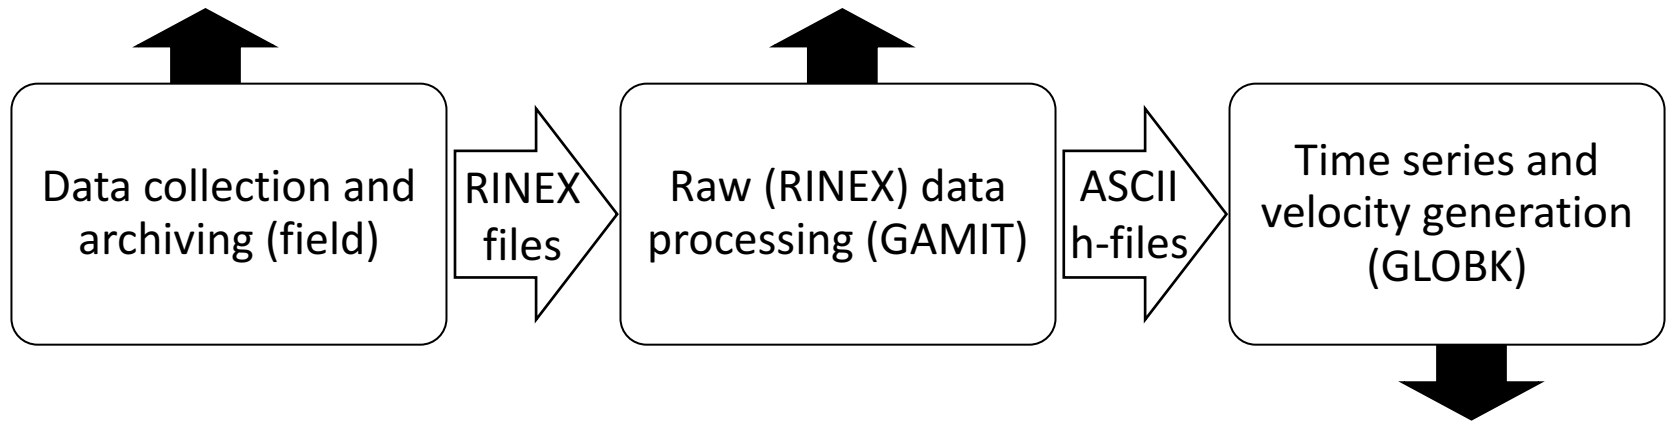 Data collection and
archiving (field)
RINEX
files
Raw (RINEX) data
processing (GAMIT)
ASCII
h-files
Time series and
velocity generation
(GLOBK)